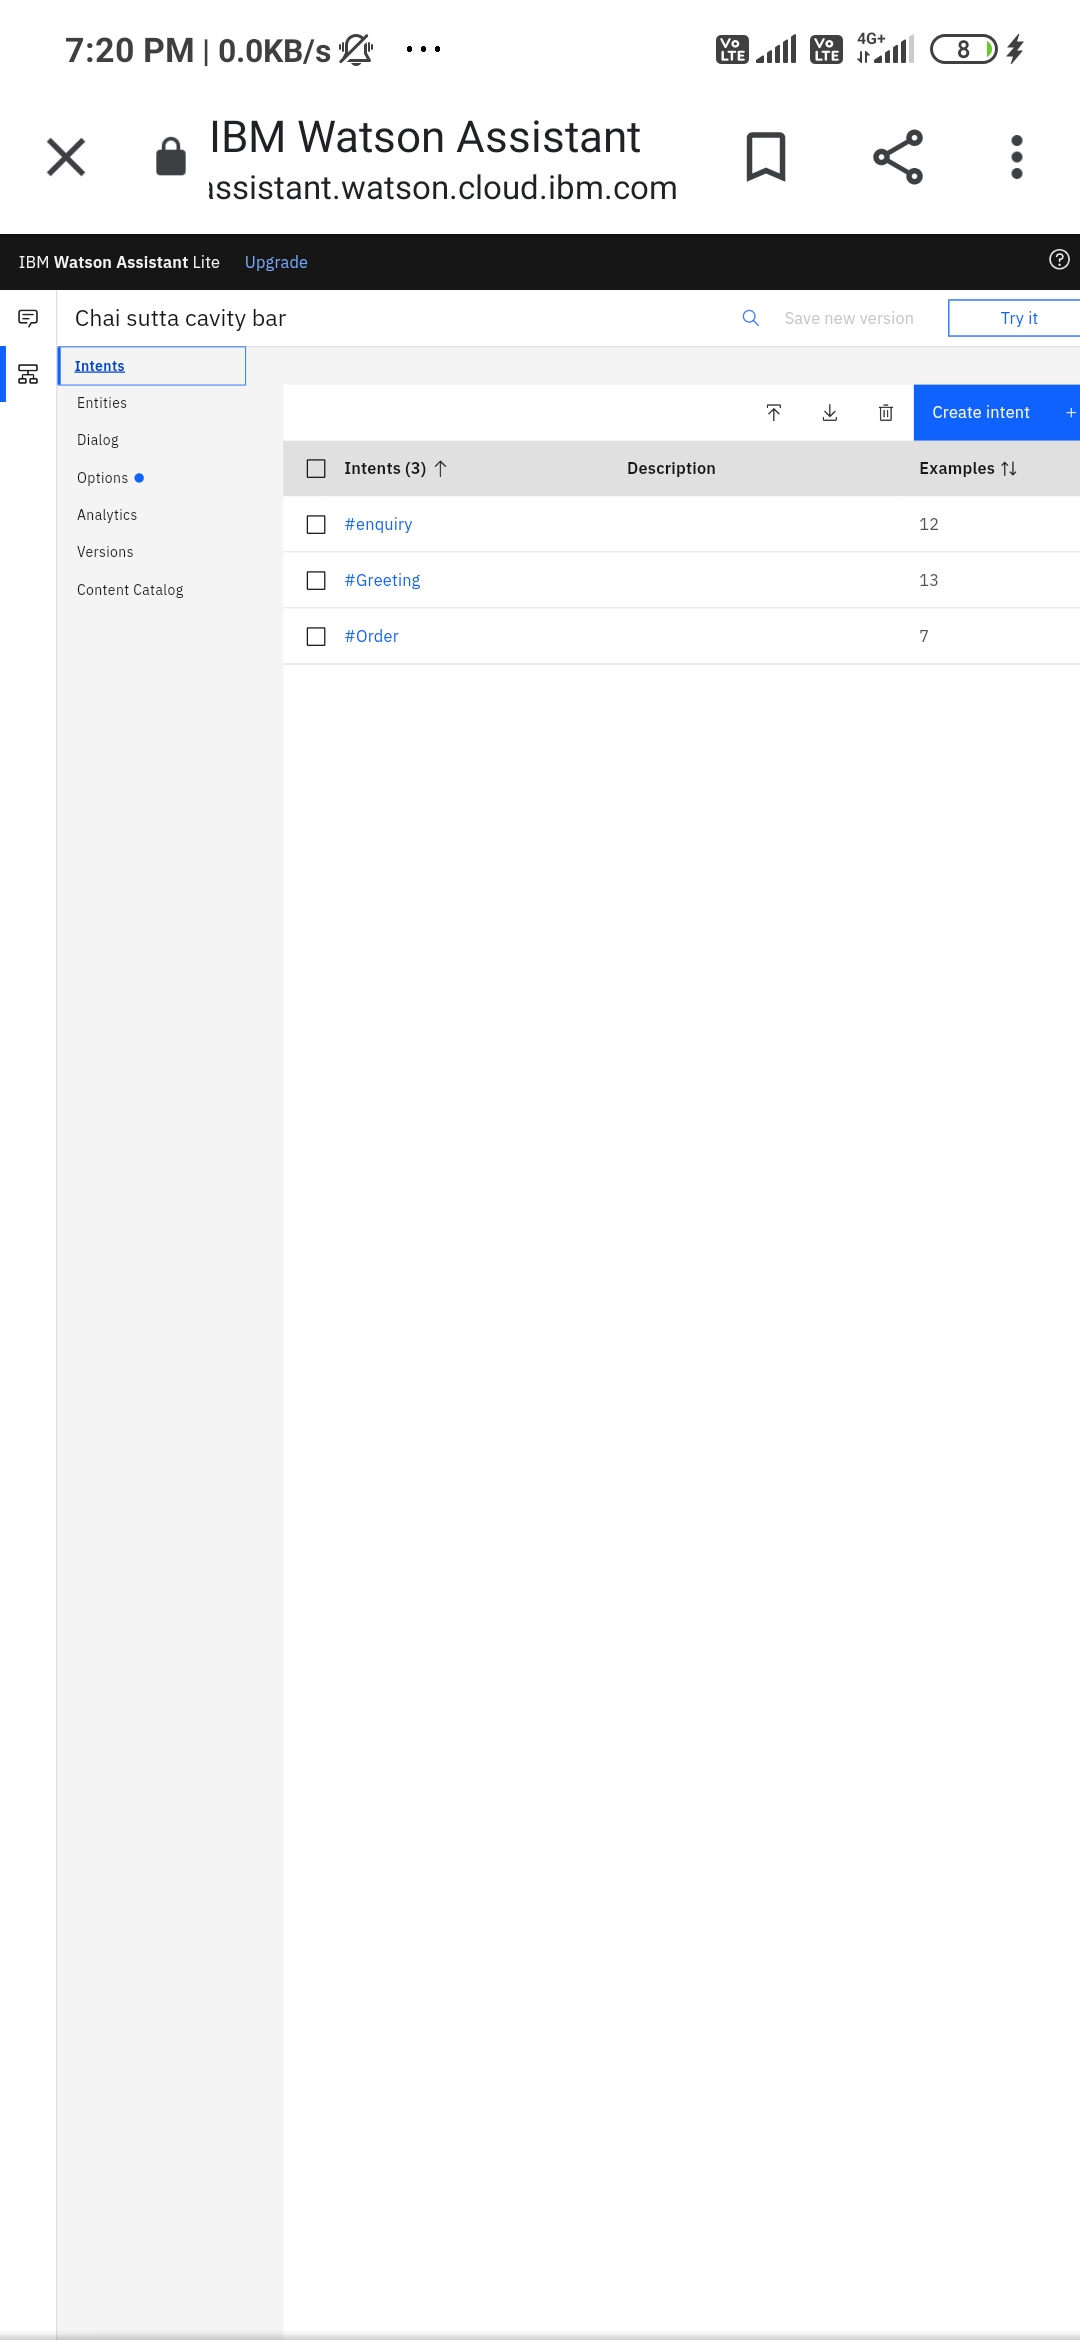 7:20 PM | 0.0KB/s ... Vo LTE Vo LTE 4G+ 8
IBM Watson Assistant
assistant.watson.cloud.ibm.com
IBM Watson Assistant Lite Upgrade
Chai sutta cavity bar Save new version Try it
Intents
Entities
Dialog
Options
Analytics
Versions
Content Catalog
Create intent +
Intents (3) ↑ Description Examples ↑↓
#enquiry 12
#Greeting 13
#Order 7